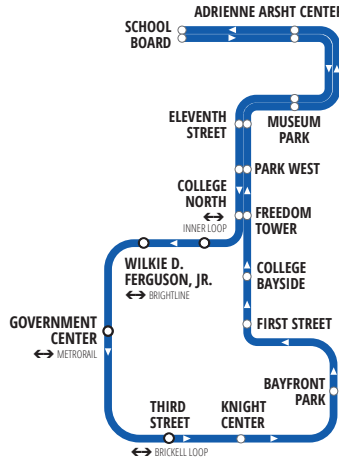 ADRIENNE ARSHT CENTER
SCHOOL
BOARD
MUSEUM
PARK
ELEVENTH
STREET
PARK WEST
COLLEGE
NORTH
INNER LOOP
FREEDOM
TOWER
WILKIE D.
FERGUSON, JR.
BRIGHTLINE
COLLEGE
BAYSIDE
GOVERNMENT
CENTER
METRORAIL
FIRST STREET
BAYFRONT
PARK
THIRD
STREET
BRICKELL LOOP
KNIGHT
CENTER